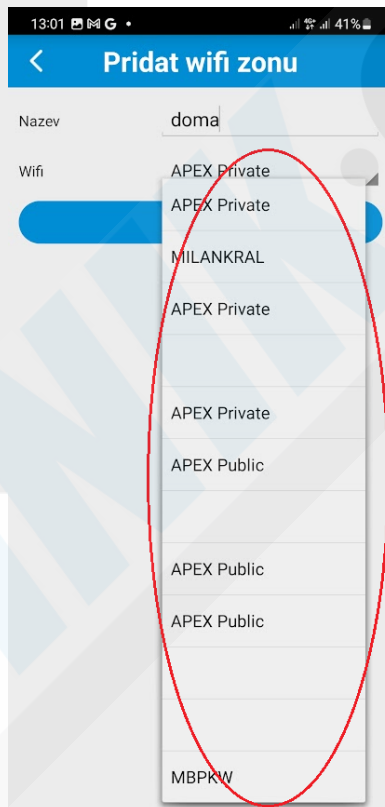 13:01 G • 4G+ 41%
Pridat wifi zonu
Nazev doma
Wifi APEX Private
APEX Private
MILANKRAL
APEX Private
APEX Private
APEX Public
APEX Public
APEX Public
MBPKW